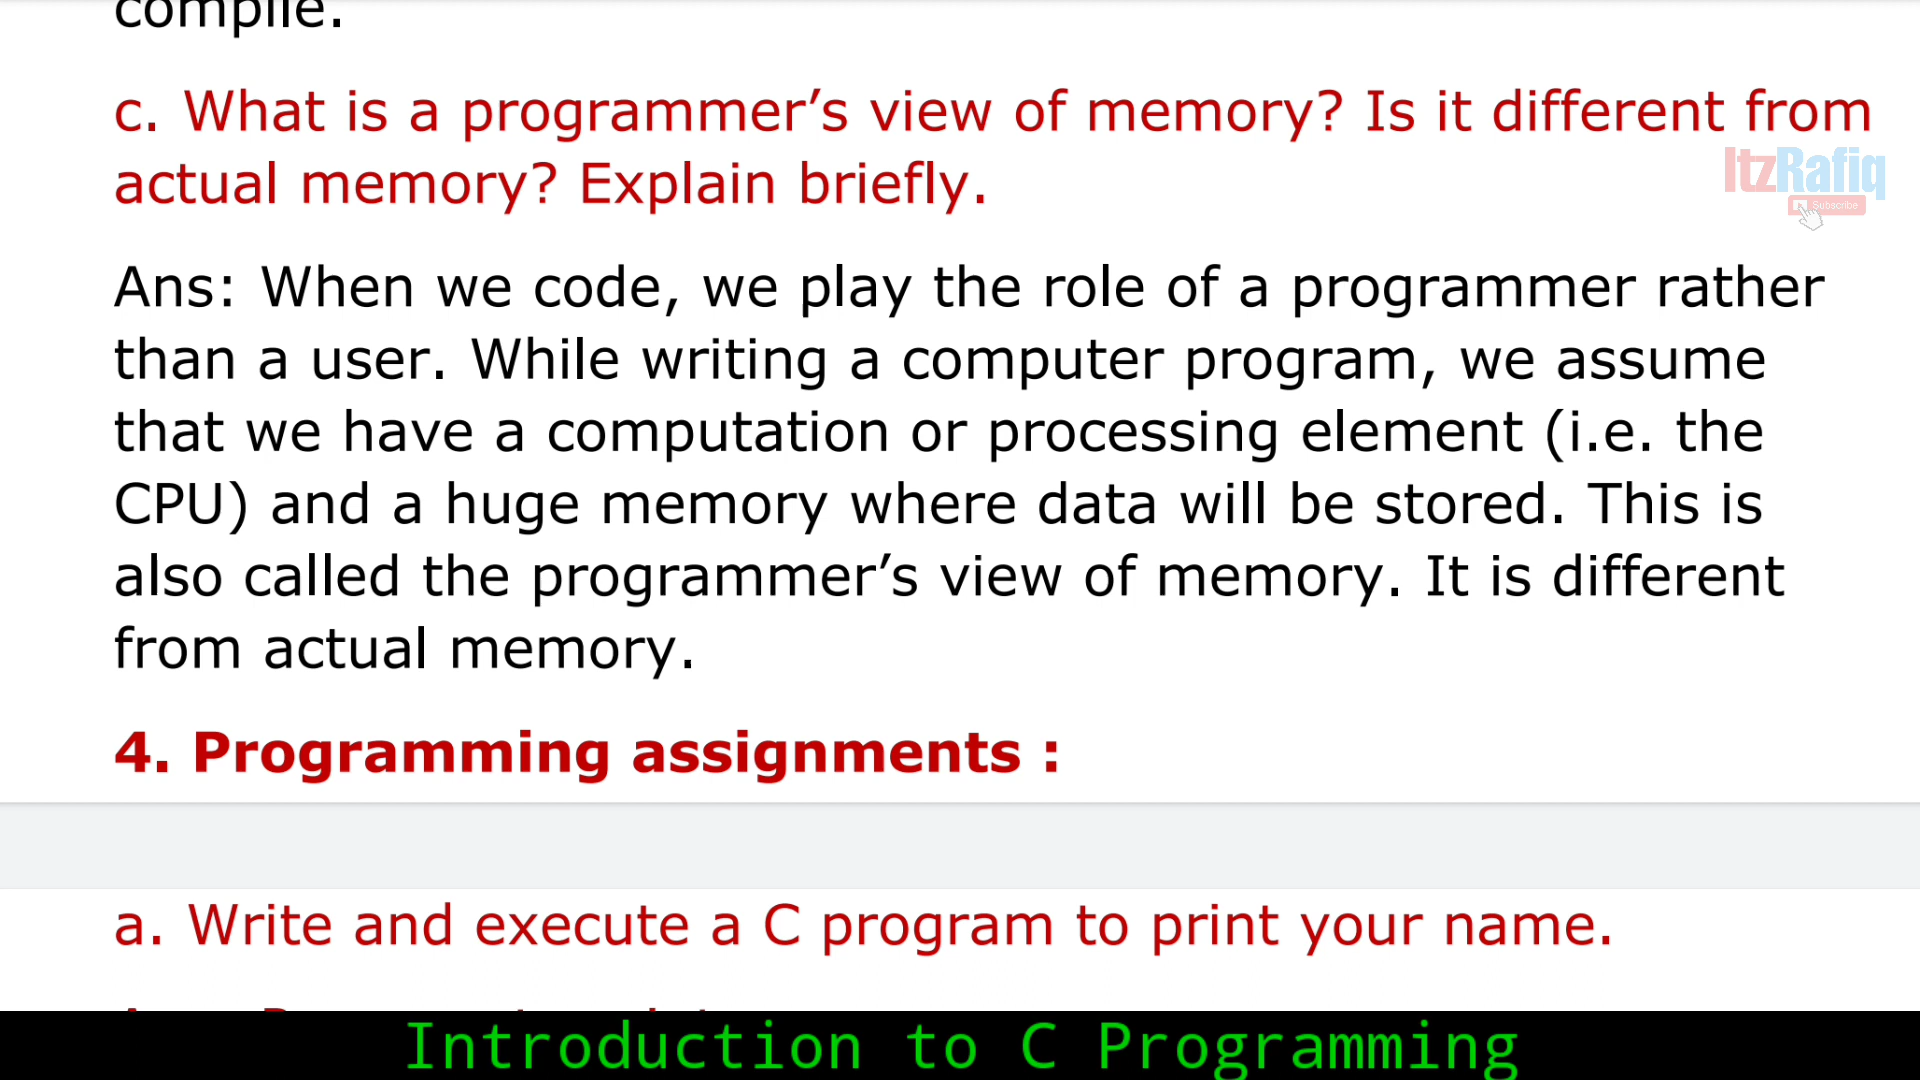 compile.
c. What is a programmer’s view of memory? Is it different from
actual memory? Explain briefly.
ItzRafiq
Subscribe
Ans: When we code, we play the role of a programmer rather
than a user. While writing a computer program, we assume
that we have a computation or processing element (i.e. the
CPU) and a huge memory where data will be stored. This is
also called the programmer’s view of memory. It is different
from actual memory.
4. Programming assignments :
a. Write and execute a C program to print your name.
Introduction to C Programming